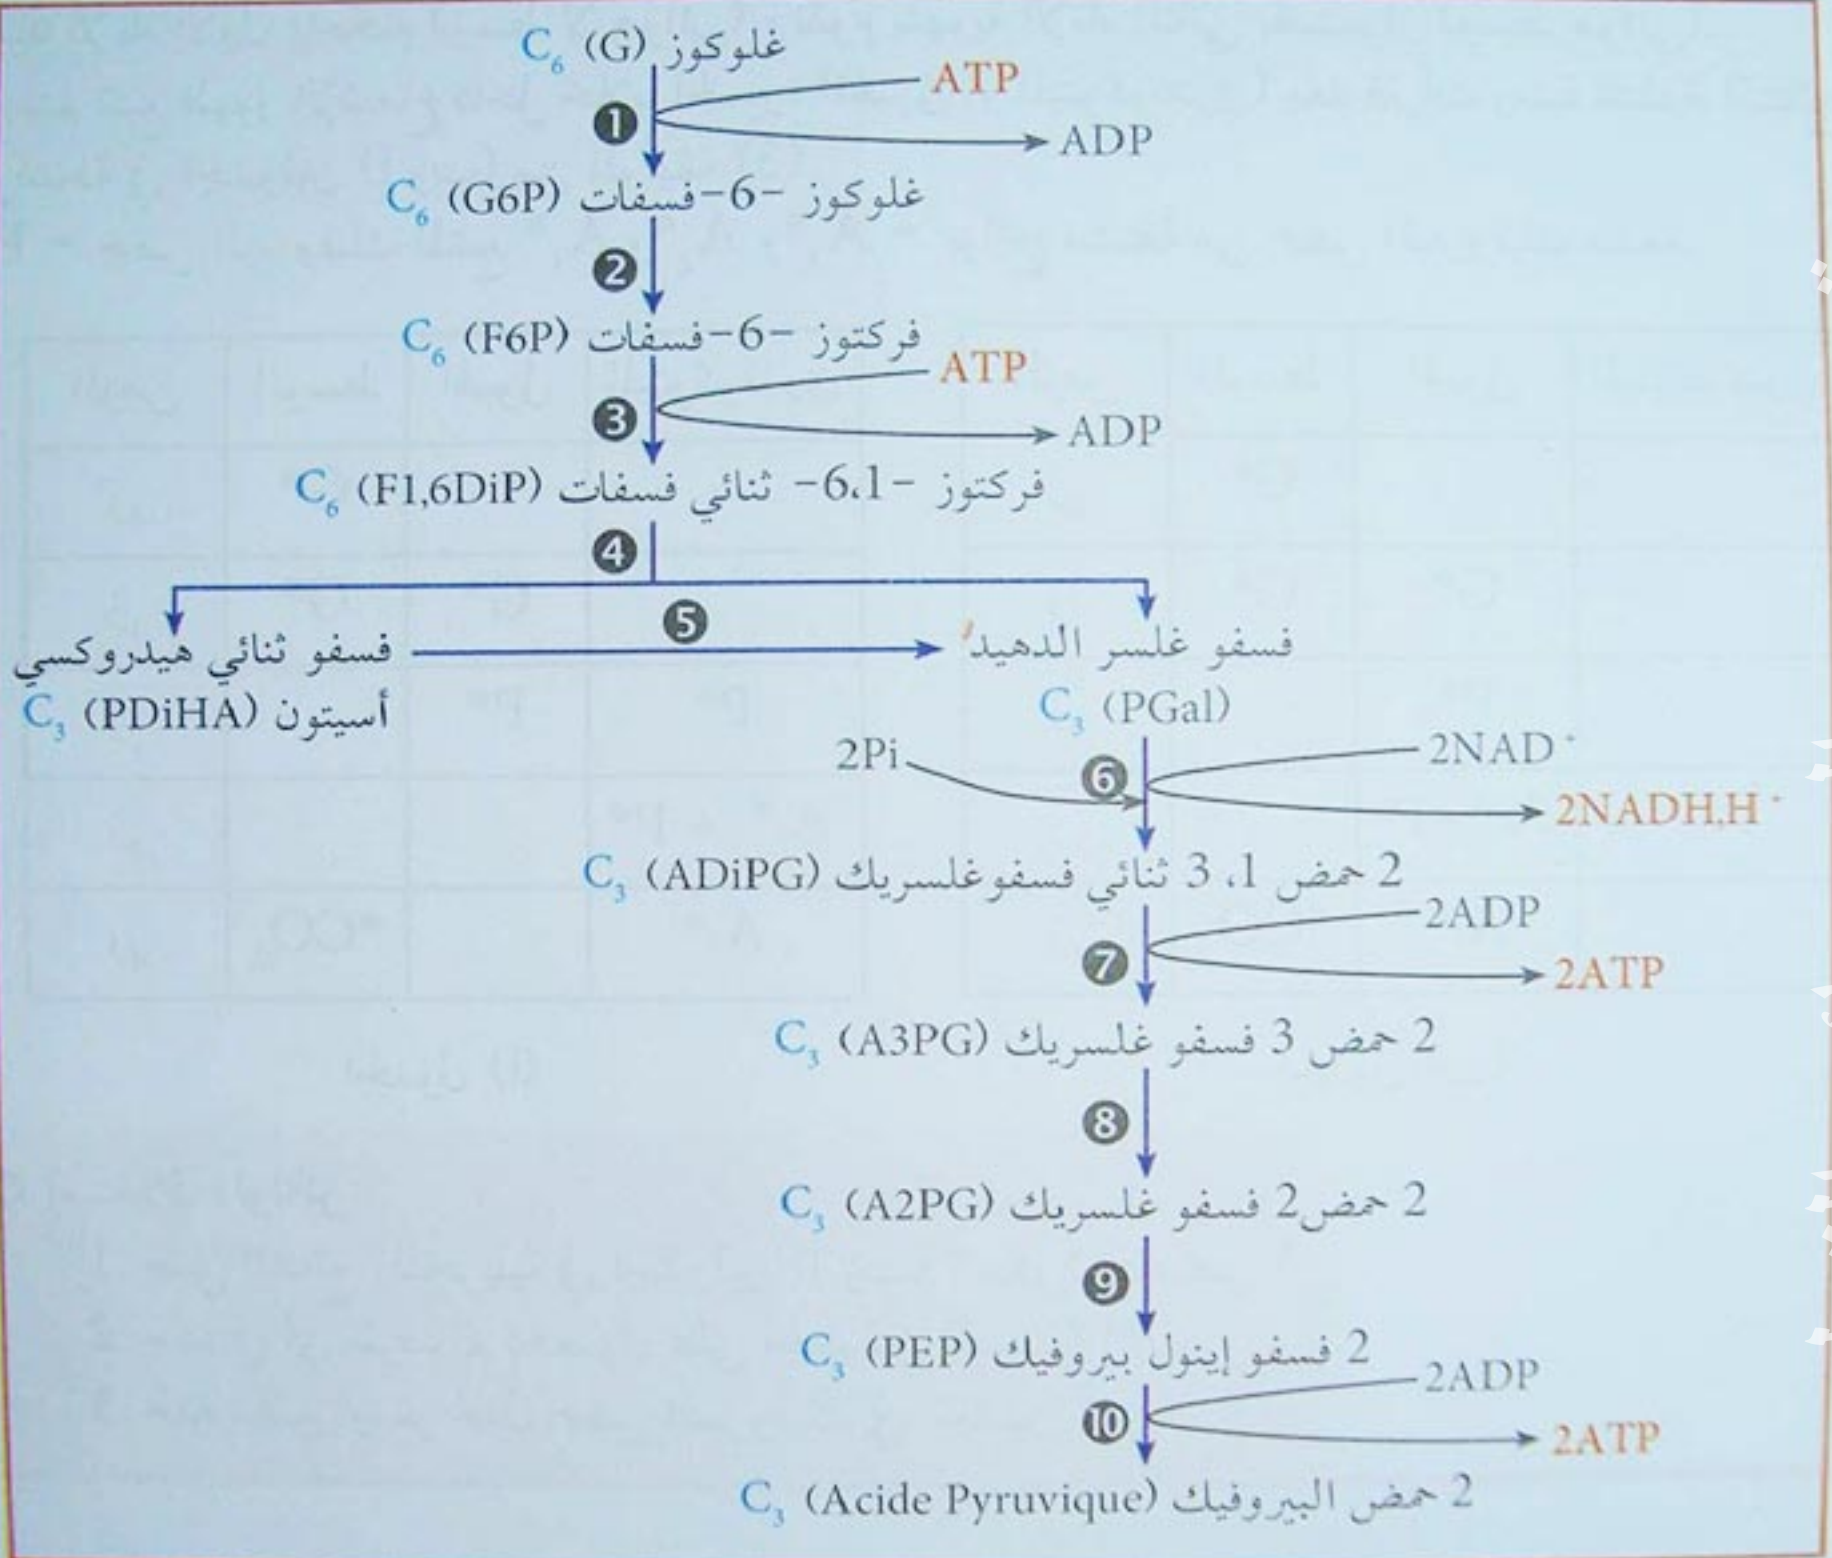 غلوكوز (G) C₆
ATP
❶
ADP
غلوكوز -6-فسفات (G6P) C₆
❷
فركتوز -6-فسفات (F6P) C₆
ATP
❸
ADP
فركتوز -6،1- ثنائي فسفات (F1,6DiP) C₆
❹
❺
فسفو ثنائي هيدروكسي
أسيتون (PDiHA) C₃
فسفو غلسر الدهيد
C₃ (PGal)
2Pi
❻
2NAD⁺
2NADH,H⁺
2 حمض 1، 3 ثنائي فسفوغلسريك (ADiPG) C₃
2ADP
❼
2ATP
2 حمض 3 فسفو غلسريك (A3PG) C₃
❽
2 حمض2 فسفو غلسريك (A2PG) C₃
❾
2 فسفو إينول بيروفيك (PEP) C₃
2ADP
❿
2ATP
2 حمض البيروفيك (Acide Pyruvique) C₃